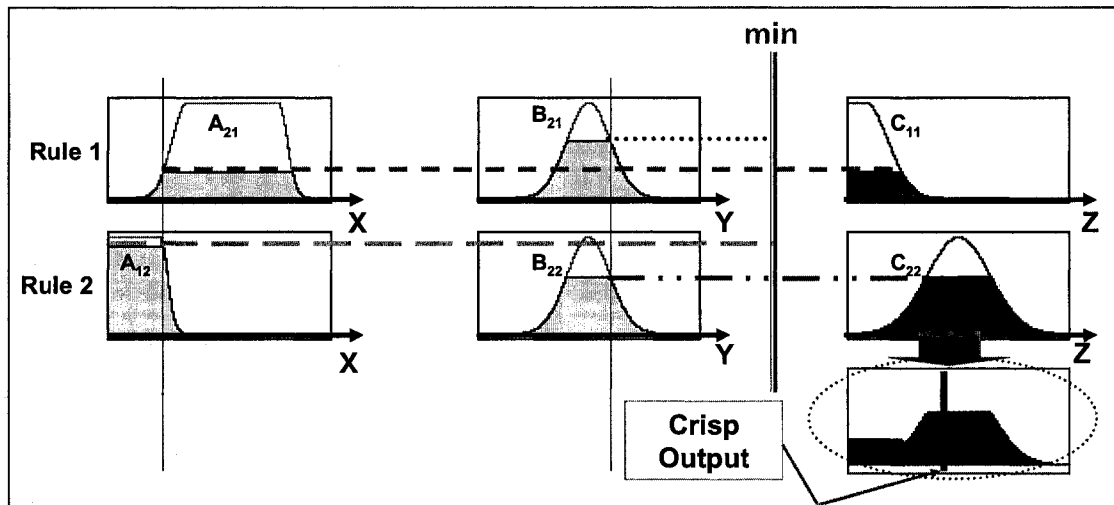 min
Rule 1
A21
B21
C11
X
Y
Z
Rule 2
A12
B22
C22
X
Y
Z
Crisp
Output